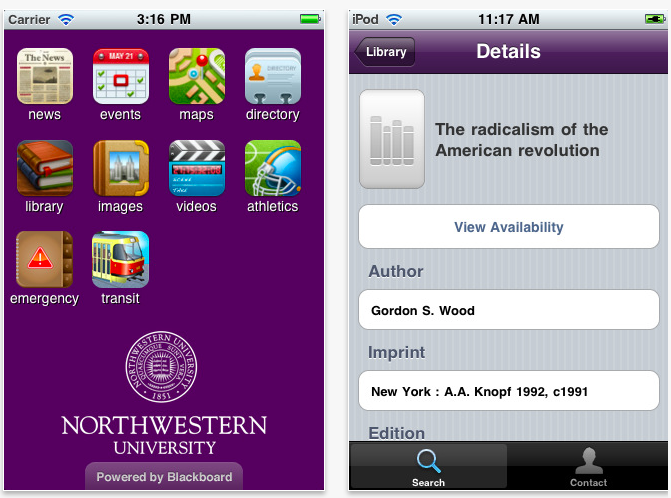 Carrier
3:16 PM
The News
MAY 21
DIRECTORY
news
events
maps
directory
library
images
videos
athletics
emergency
transit
NORTHWESTERN
UNIVERSITY
1851
NORTHWESTERN
UNIVERSITY
Powered by Blackboard
iPod
11:17 AM
Library
Details
The radicalism of the
American revolution
View Availability
Author
Gordon S. Wood
Imprint
New York : A.A. Knopf 1992, c1991
Edition
Search
Contact